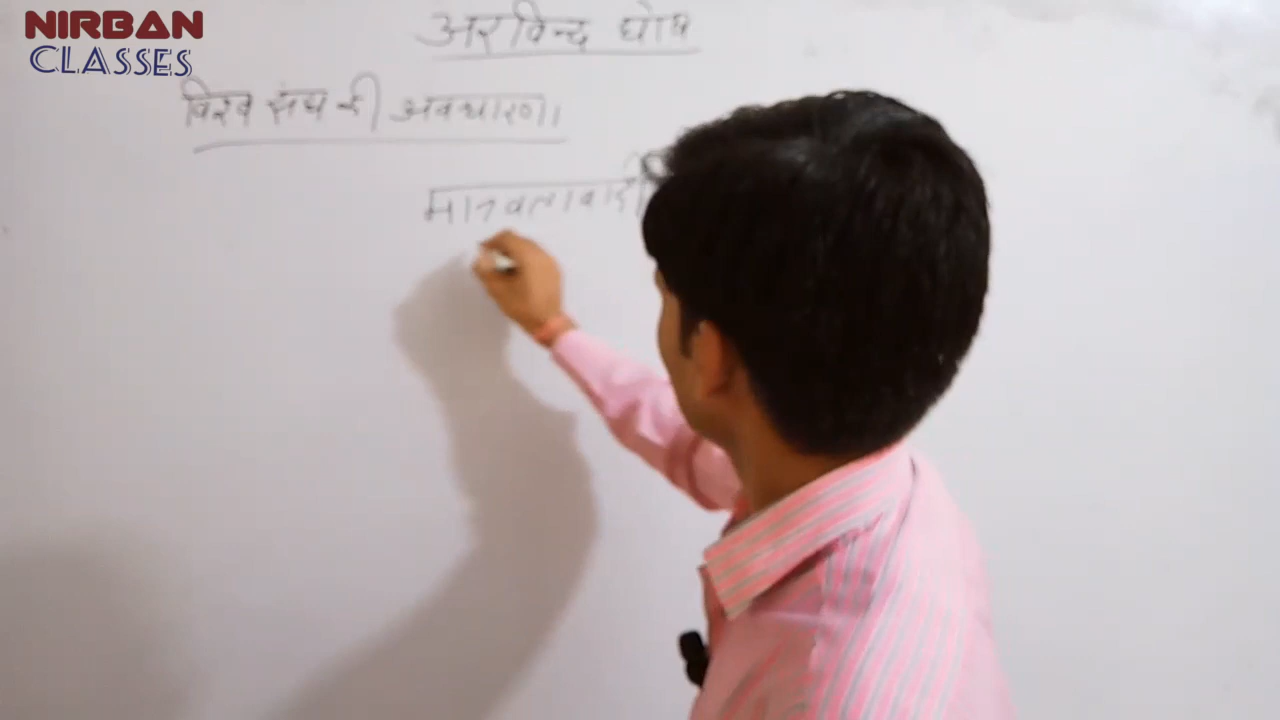 NIRBAN
CLASSES
अरविन्द घोष
विश्व संघ की अवधारणा
मानवतावादी